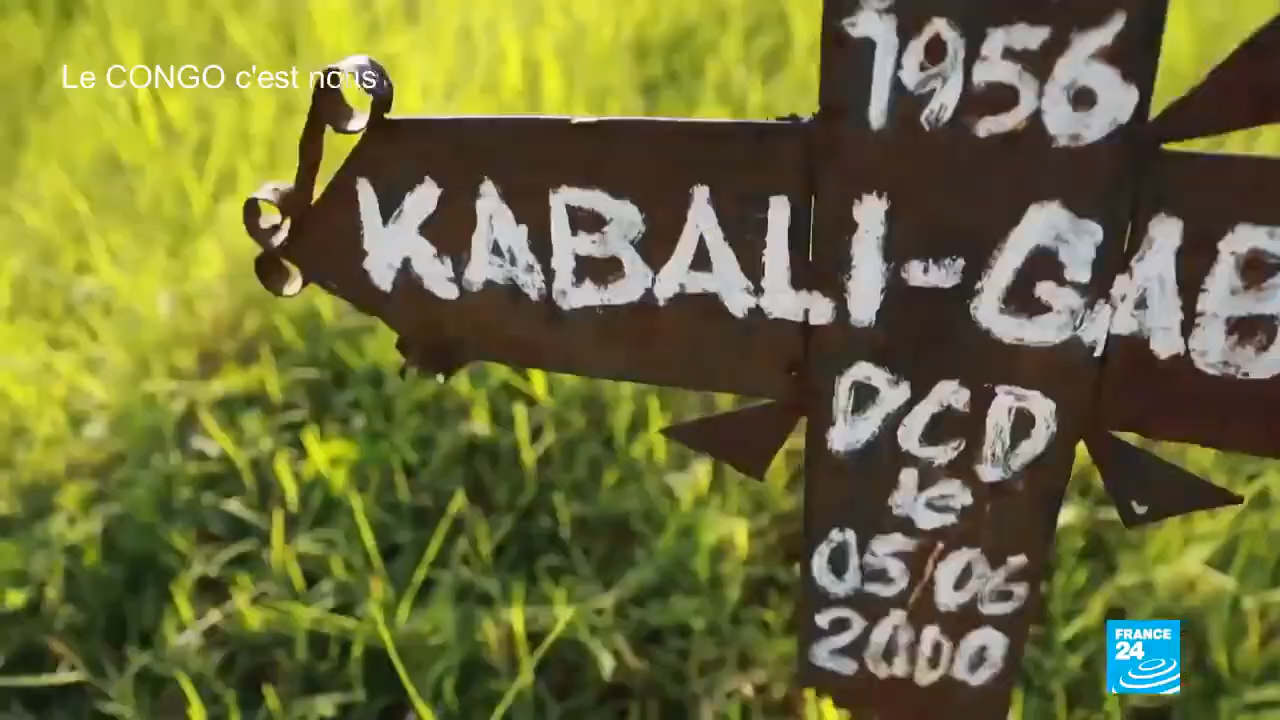 Le CONGO c'est nous
1956
KABALI-GAB
DCD
le
05/06
2000
FRANCE
24